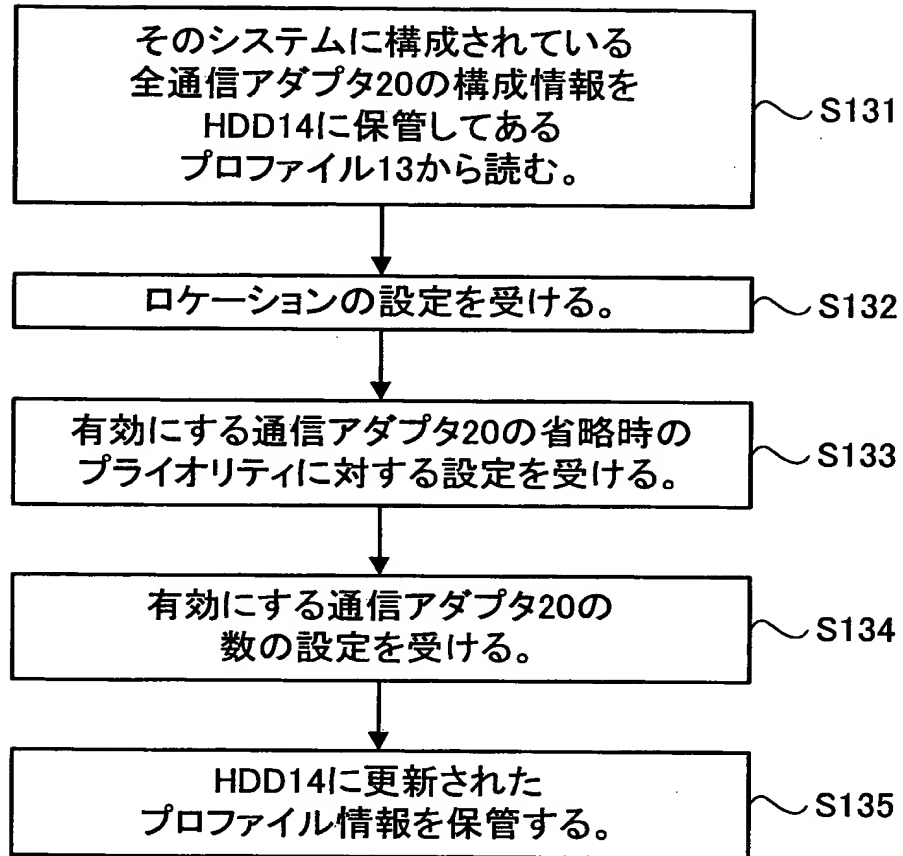 そのシステムに構成されている
全通信アダプタ20の構成情報を
HDD14に保管してある
プロファイル13から読む。
S131
ロケーションの設定を受ける。
S132
有効にする通信アダプタ20の省略時の
プライオリティに対する設定を受ける。
S133
有効にする通信アダプタ20の
数の設定を受ける。
S134
HDD14に更新された
プロファイル情報を保管する。
S135